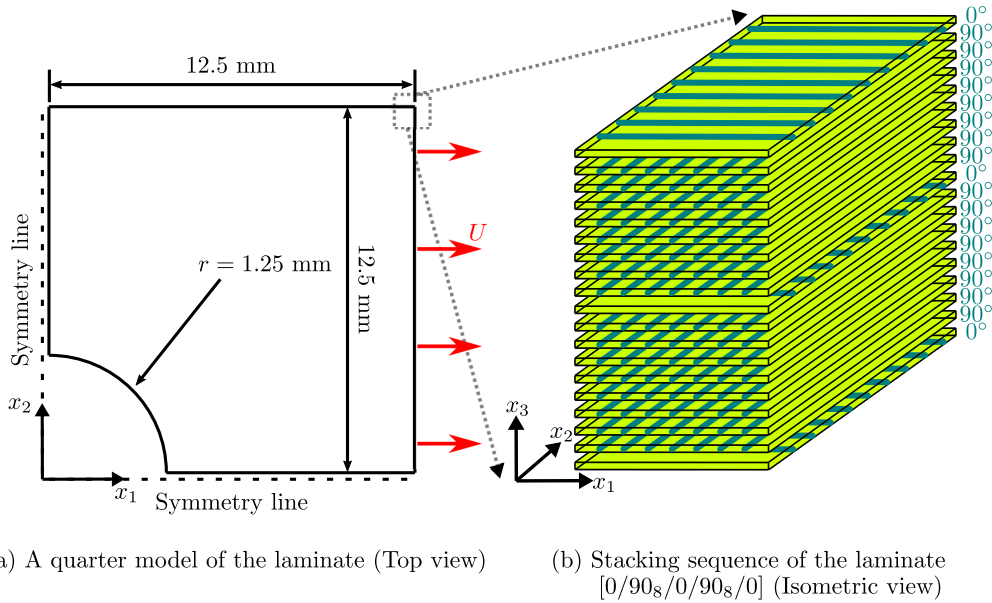 12.5 mm
Symmetry line
r = 1.25 mm
12.5 mm
U
x₂
x₁
Symmetry line
a) A quarter model of the laminate (Top view)
0°
90°
90°
90°
90°
90°
90°
90°
90°
0°
90°
90°
90°
90°
90°
90°
90°
90°
0°
x₃
x₂
x₁
(b) Stacking sequence of the laminate
[0/90₈/0/90₈/0] (Isometric view)